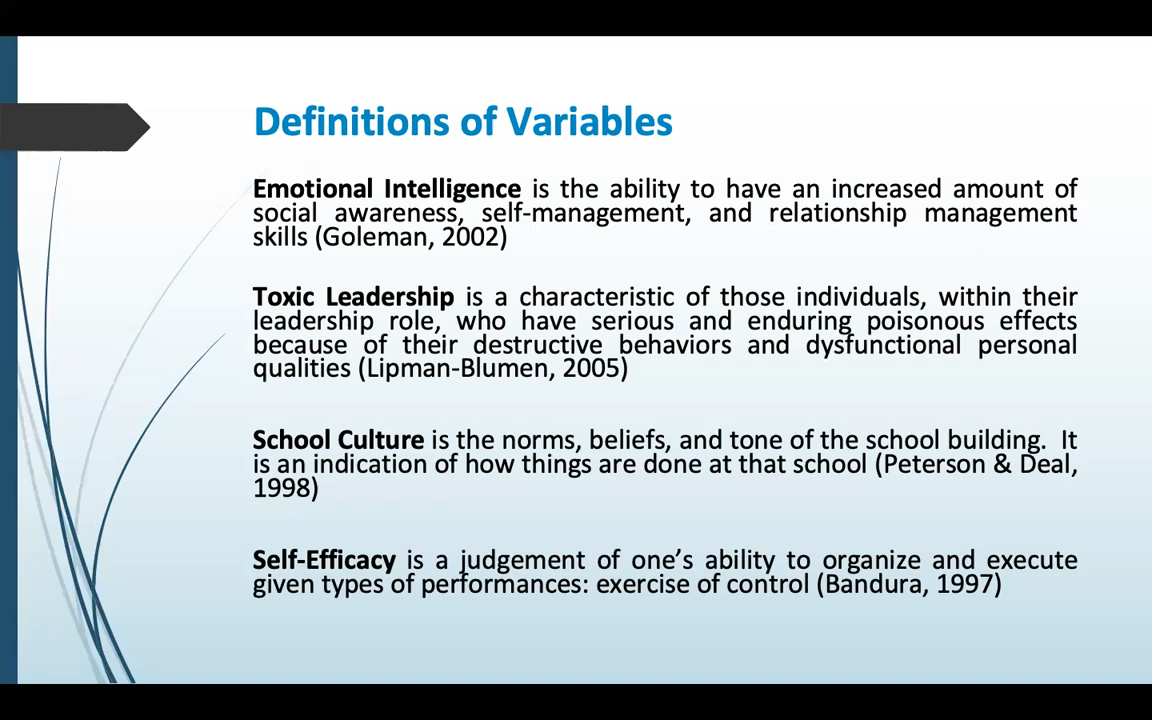 Definitions of Variables
Emotional Intelligence is the ability to have an increased amount of
social awareness, self-management, and relationship management
skills (Goleman, 2002)
Toxic Leadership is a characteristic of those individuals, within their
leadership role, who have serious and enduring poisonous effects
because of their destructive behaviors and dysfunctional personal
qualities (Lipman-Blumen, 2005)
School Culture is the norms, beliefs, and tone of the school building.  It
is an indication of how things are done at that school (Peterson & Deal,
1998)
Self-Efficacy is a judgement of one’s ability to organize and execute
given types of performances: exercise of control (Bandura, 1997)